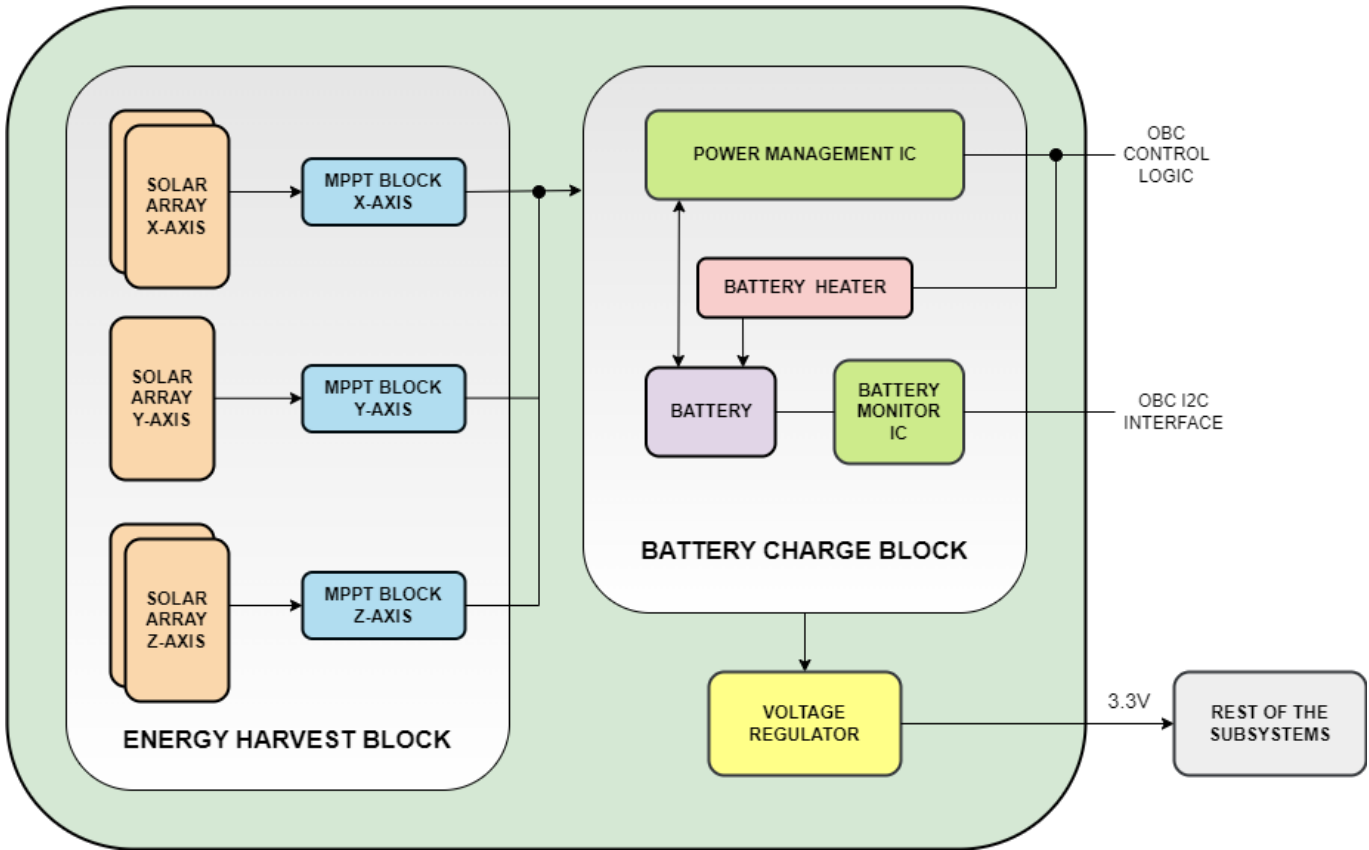 SOLAR
ARRAY
X-AXIS
MPPT BLOCK
X-AXIS
SOLAR
ARRAY
Y-AXIS
MPPT BLOCK
Y-AXIS
SOLAR
ARRAY
Z-AXIS
MPPT BLOCK
Z-AXIS
ENERGY HARVEST BLOCK
POWER MANAGEMENT IC
BATTERY HEATER
BATTERY
BATTERY
MONITOR
IC
BATTERY CHARGE BLOCK
OBC
CONTROL
LOGIC
OBC I2C
INTERFACE
VOLTAGE
REGULATOR
3.3V
REST OF THE
SUBSYSTEMS